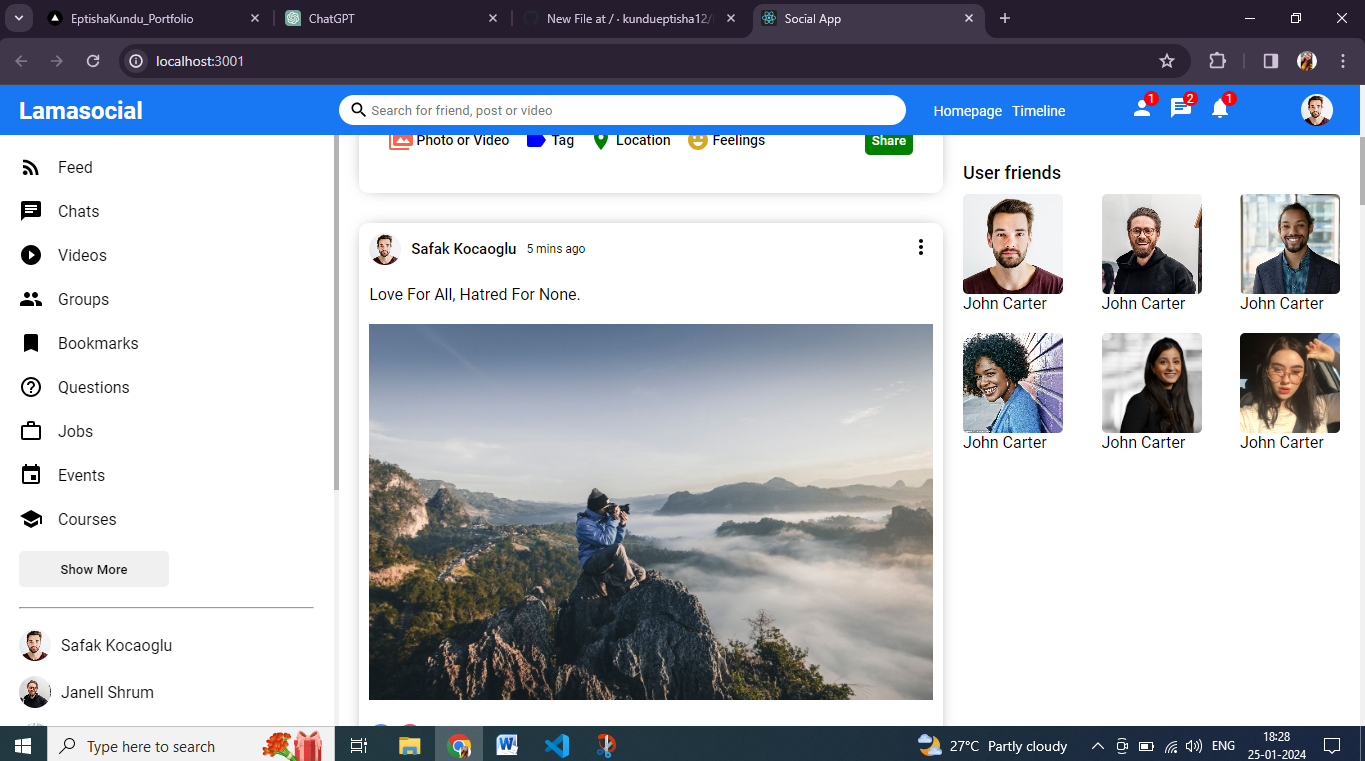 EptishaKundu_Portfolio
ChatGPT
New File at / · kundueptisha12/
Social App
localhost:3001
Lamasocial
Search for friend, post or video
Homepage Timeline
1
2
1
Feed
Chats
Videos
Groups
Bookmarks
Questions
Jobs
Events
Courses
Show More
Safak Kocaoglu
Janell Shrum
Photo or Video Tag Location Feelings Share
Safak Kocaoglu 5 mins ago
Love For All, Hatred For None.
User friends
John Carter John Carter John Carter
John Carter John Carter John Carter
Type here to search
27°C Partly cloudy
ENG
18:28
25-01-2024